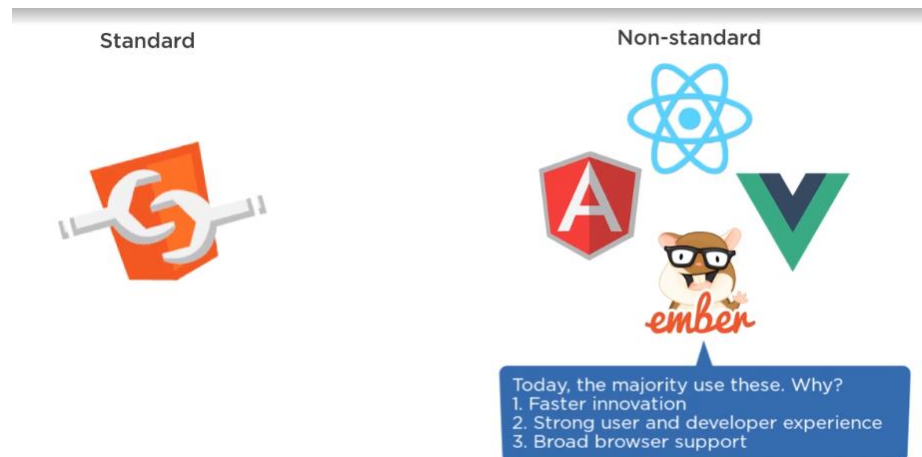 Standard
Non-standard
A
ember
Today, the majority use these. Why?
1. Faster innovation
2. Strong user and developer experience
3. Broad browser support